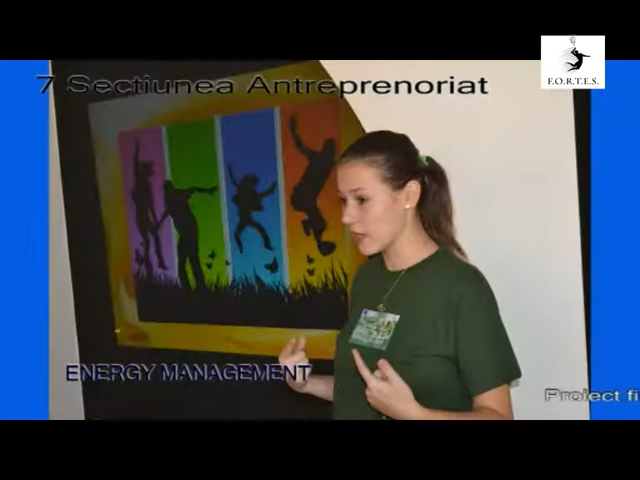 F.O.R.T.E.S.
7 Sectiunea Antreprenoriat
ENERGY MANAGEMENT
Project fi